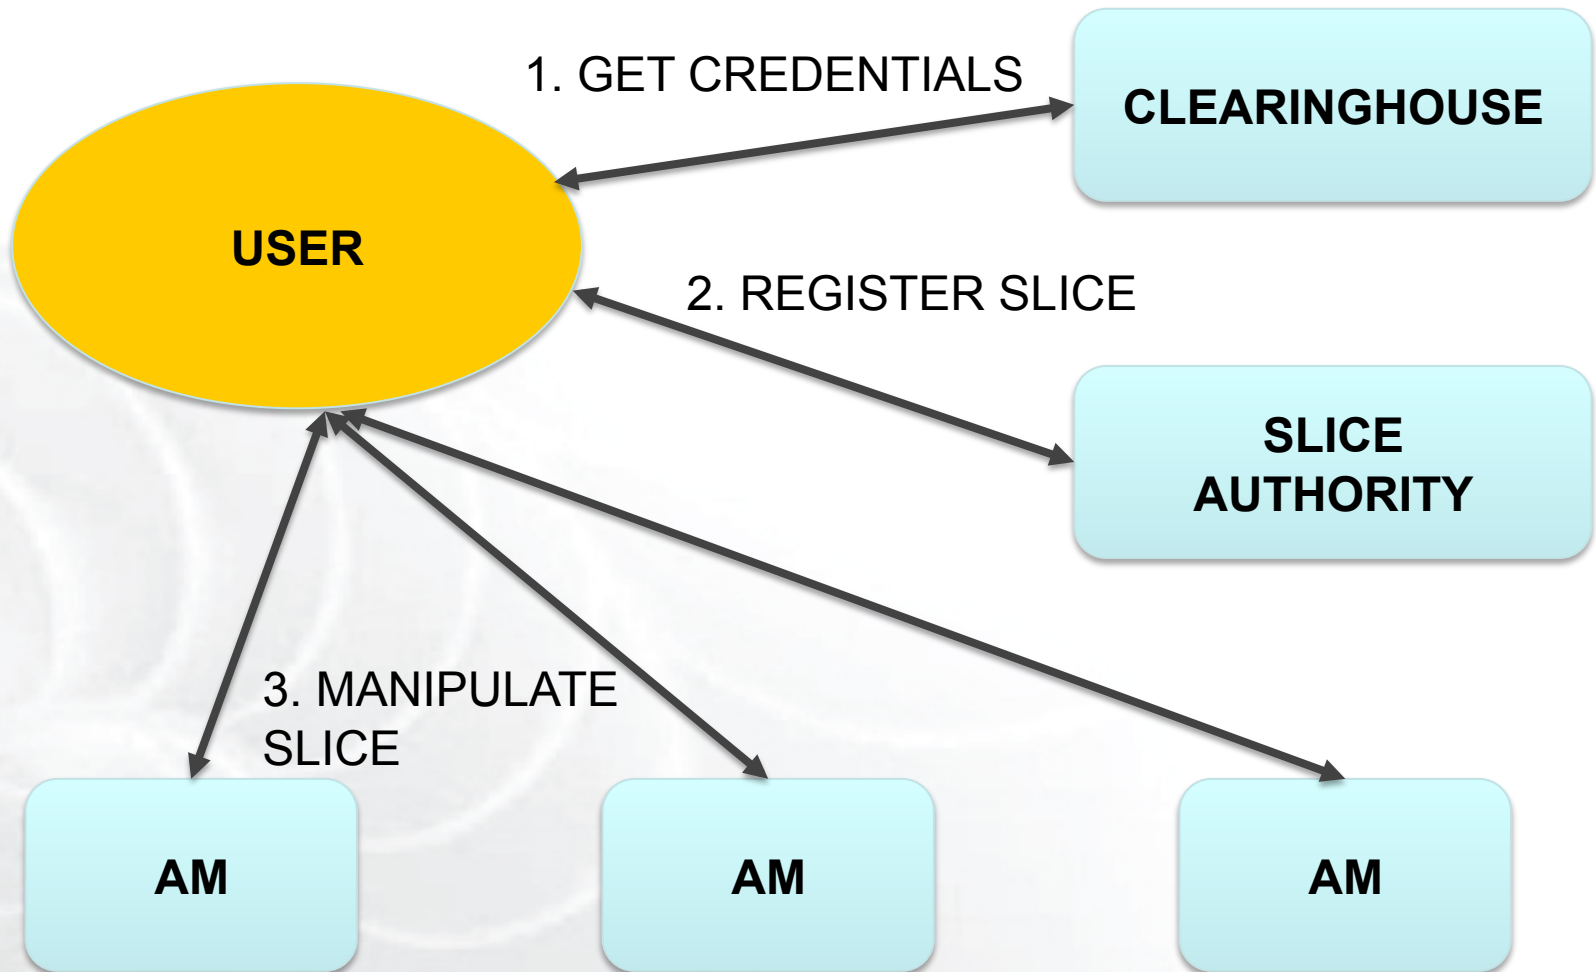 1. GET CREDENTIALS
CLEARINGHOUSE
USER
2. REGISTER SLICE
SLICE
AUTHORITY
3. MANIPULATE
SLICE
AM
AM
AM